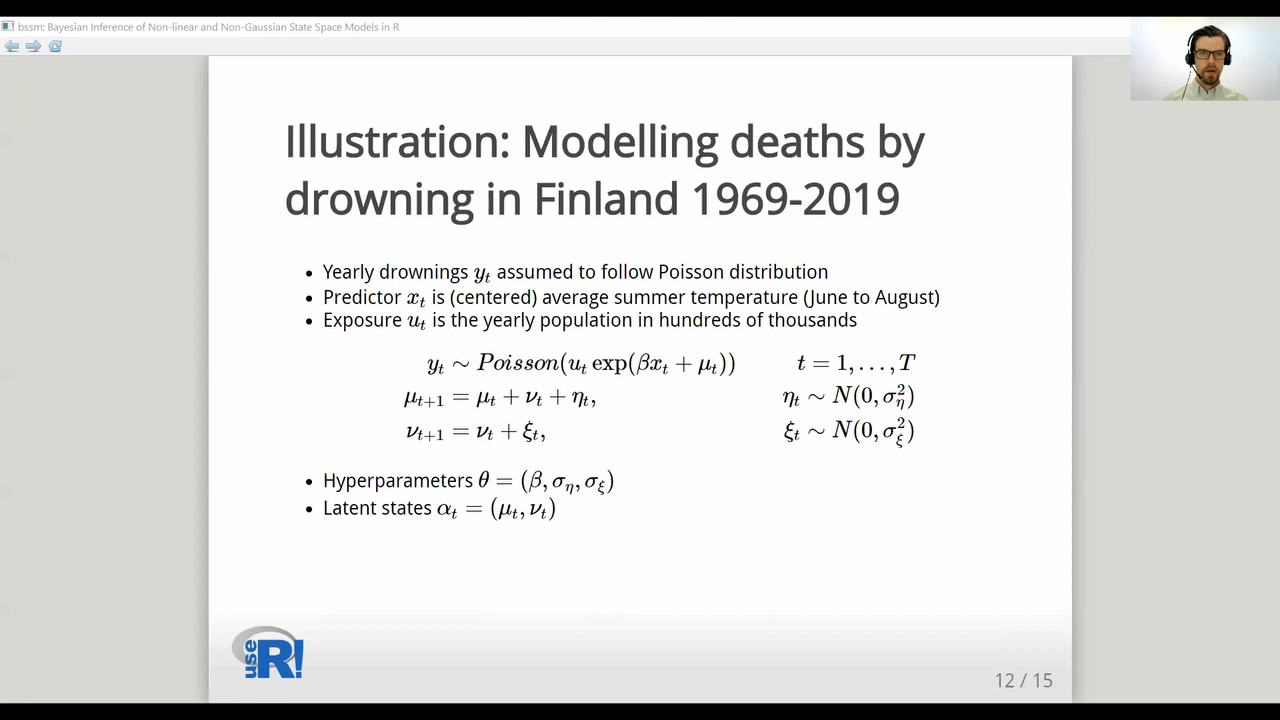 bssm: Bayesian Inference of Non-linear and Non-Gaussian State Space Models in R
Illustration: Modelling deaths by
drowning in Finland 1969-2019
• Yearly drownings yₜ assumed to follow Poisson distribution
• Predictor xₜ is (centered) average summer temperature (June to August)
• Exposure uₜ is the yearly population in hundreds of thousands
yₜ ∼ Poisson(uₜ exp(βxₜ + μₜ)) t = 1, . . . , T
μₜ₊₁ = μₜ + νₜ + ηₜ, ηₜ ∼ N(0, σ²_η)
νₜ₊₁ = νₜ + ξₜ, ξₜ ∼ N(0, σ²_ξ)
• Hyperparameters θ = (β, σ_η, σ_ξ)
• Latent states αₜ = (μₜ, νₜ)
use R!
12 / 15